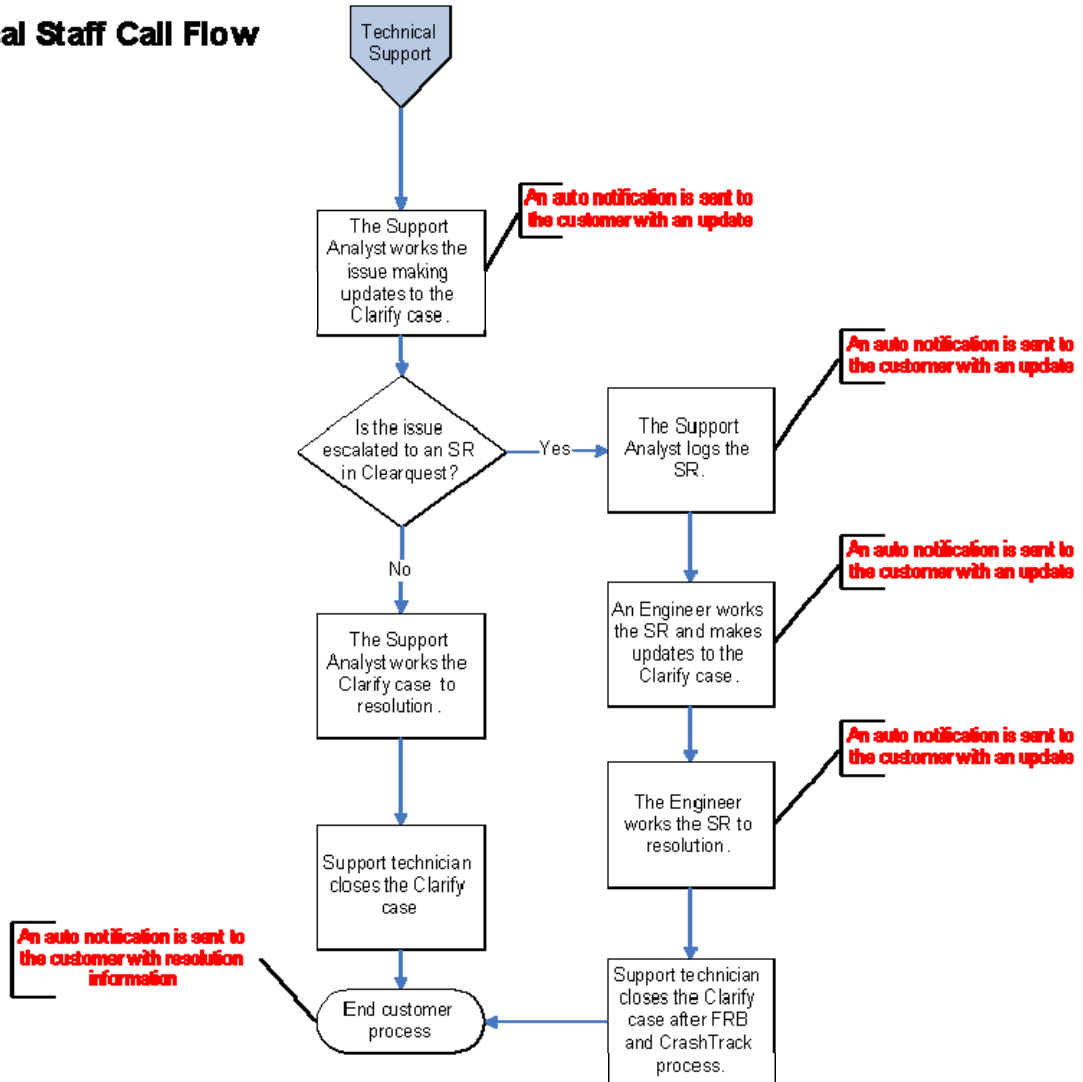 al Staff Call Flow
Technical
Support
An auto notification is sent to
the customer with an update
The Support
Analyst works the
issue making
updates to the
Clarify case.
An auto notification is sent to
the customer with an update
Is the issue
escalated to an SR
in Clearquest?
Yes
The Support
Analyst logs the
SR.
No
An auto notification is sent to
the customer with an update
An Engineer works
the SR and makes
updates to the
Clarify case.
The Support
Analyst works the
Clarify case to
resolution.
An auto notification is sent to
the customer with an update
The Engineer
works the SR to
resolution.
Support technician
closes the Clarify
case
An auto notification is sent to
the customer with resolution
information
Support technician
closes the Clarify
case after FRB
and CrashTrack
process.
End customer
process